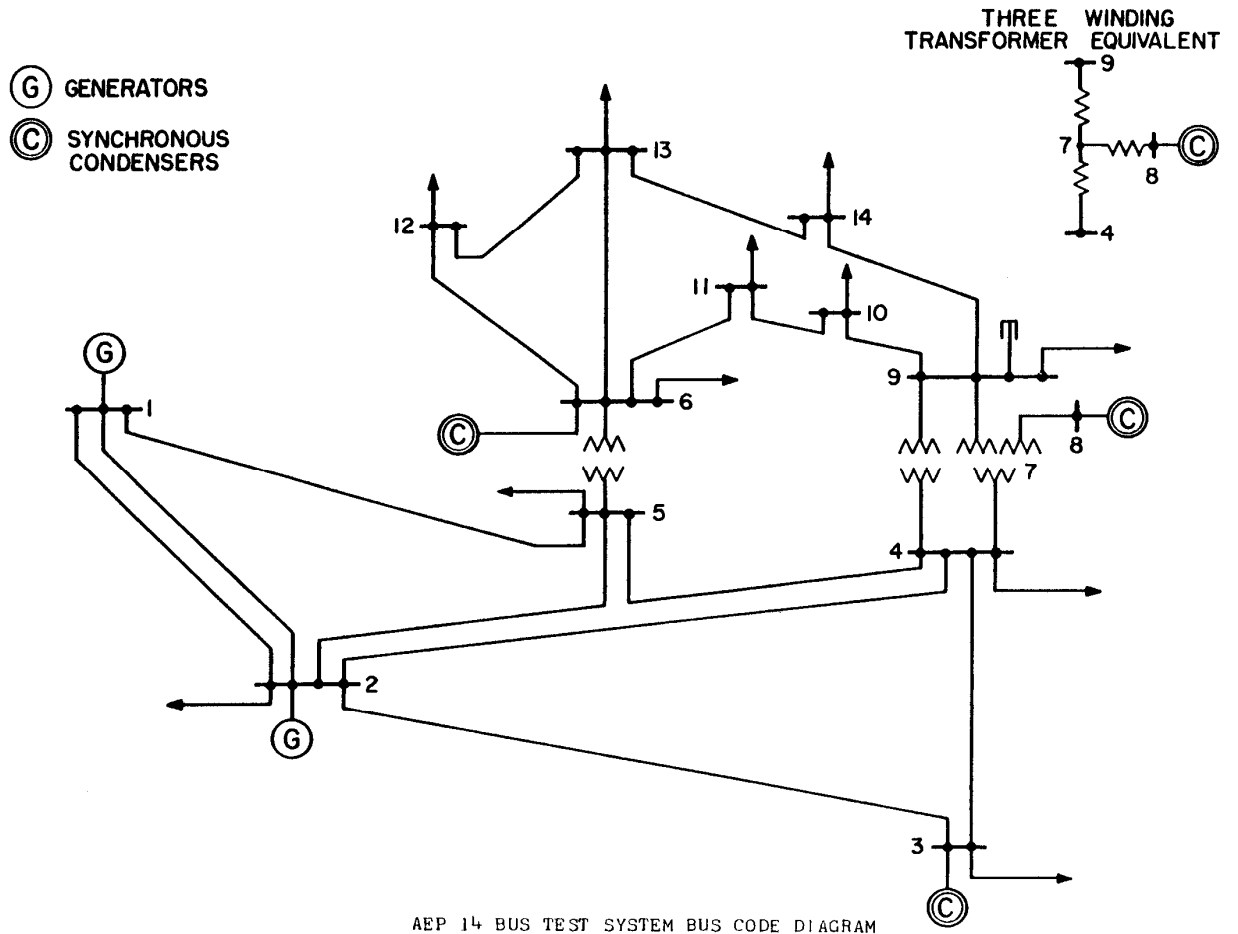 THREE WINDING
TRANSFORMER EQUIVALENT
9
7
C
8
4
G GENERATORS
C SYNCHRONOUS
CONDENSERS
13
12
14
11
10
G
1
9
6
C
8
C
7
5
4
2
G
3
C
AEP 14 BUS TEST SYSTEM BUS CODE DIAGRAM